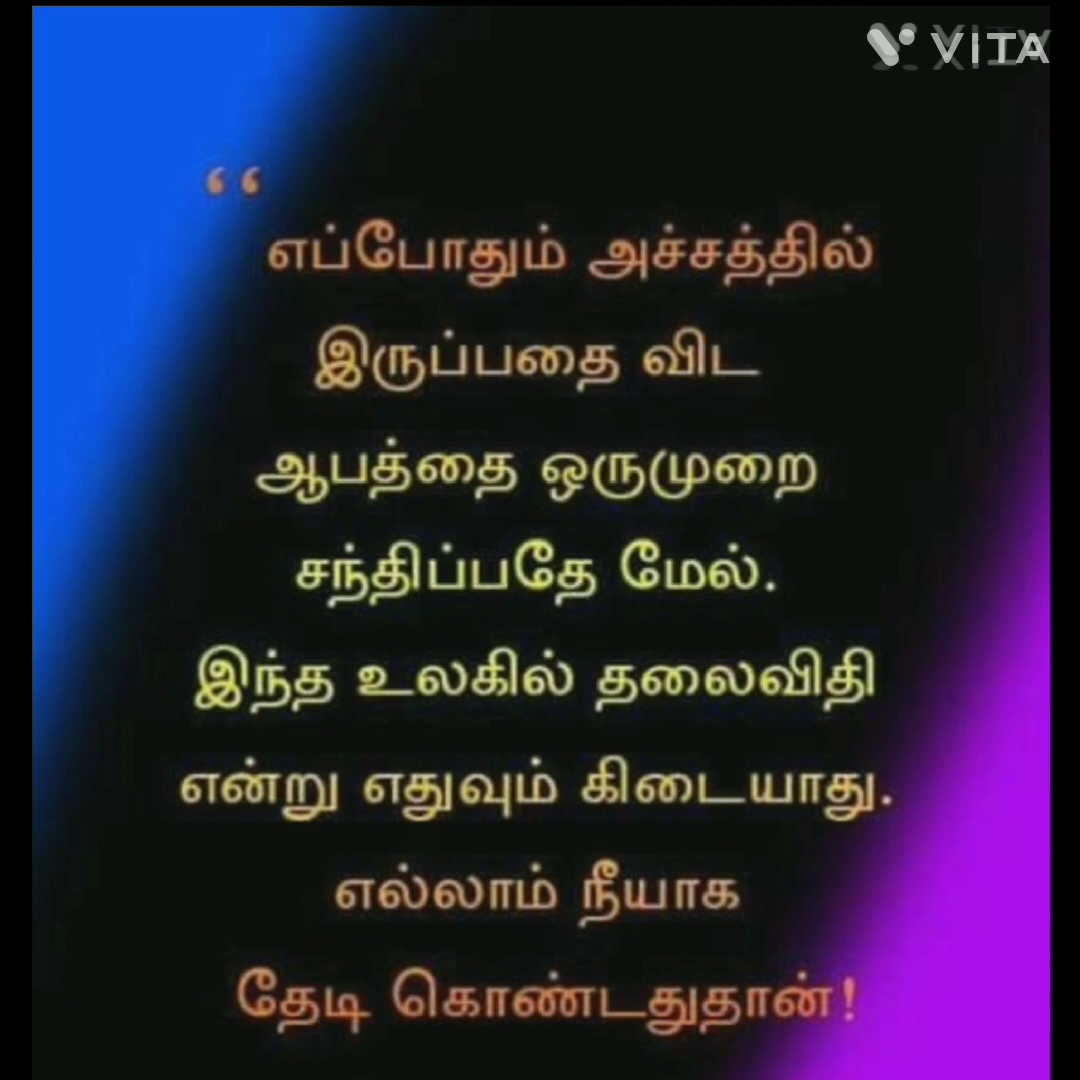 VITA
“
எப்போதும் அச்சத்தில்
இருப்பதை விட
ஆபத்தை ஒருமுறை
சந்திப்பதே மேல்.
இந்த உலகில் தலைவிதி
என்று எதுவும் கிடையாது.
எல்லாம் நீயாக
தேடி கொண்டதுதான்!